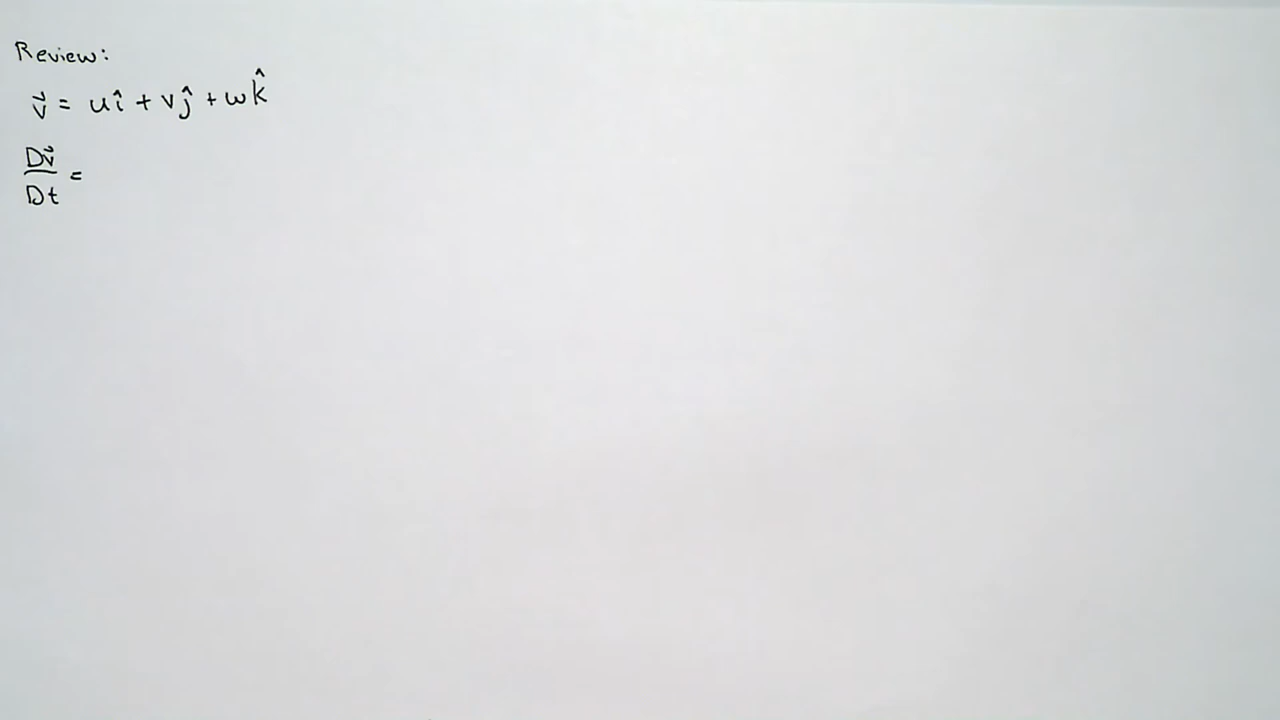 Review:
v⃗ = uî + vĵ + wk̂
Dv⃗/Dt =